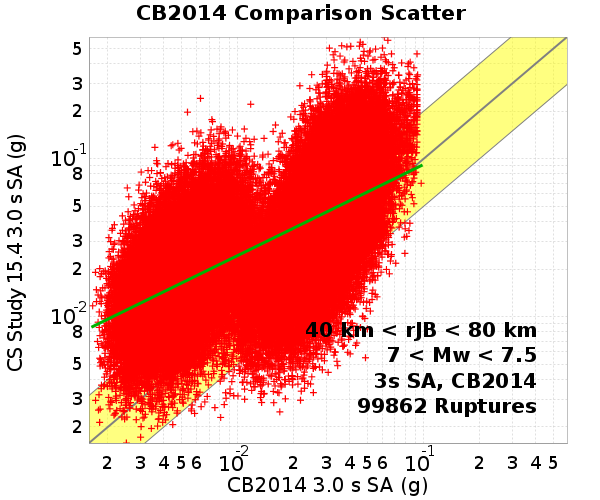 CB2014 Comparison Scatter
CS Study 15.4 3.0 s SA (g)
5
3
2
10-1
8
5
3
2
10-2
8
5
3
2
40 km < rJB < 80 km
7 < Mw < 7.5
3s SA, CB2014
99862 Ruptures
2 3 4 5 6 10-2 2 3 4 5 6 10-1 2 3 4 5
CB2014 3.0 s SA (g)